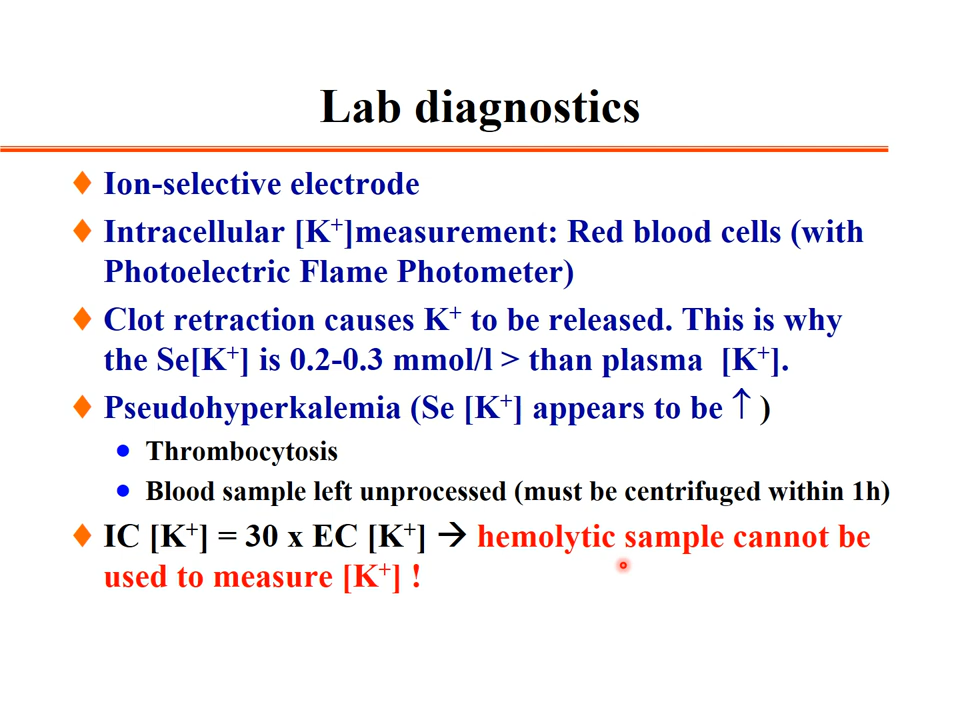 Lab diagnostics
Ion-selective electrode
Intracellular [K⁺]measurement: Red blood cells (with
Photoelectric Flame Photometer)
Clot retraction causes K⁺ to be released. This is why
the Se[K⁺] is 0.2-0.3 mmol/l > than plasma [K⁺].
Pseudohyperkalemia (Se [K⁺] appears to be ↑ )
Thrombocytosis
Blood sample left unprocessed (must be centrifuged within 1h)
IC [K⁺] = 30 x EC [K⁺] → hemolytic sample cannot be
used to measure [K⁺] !